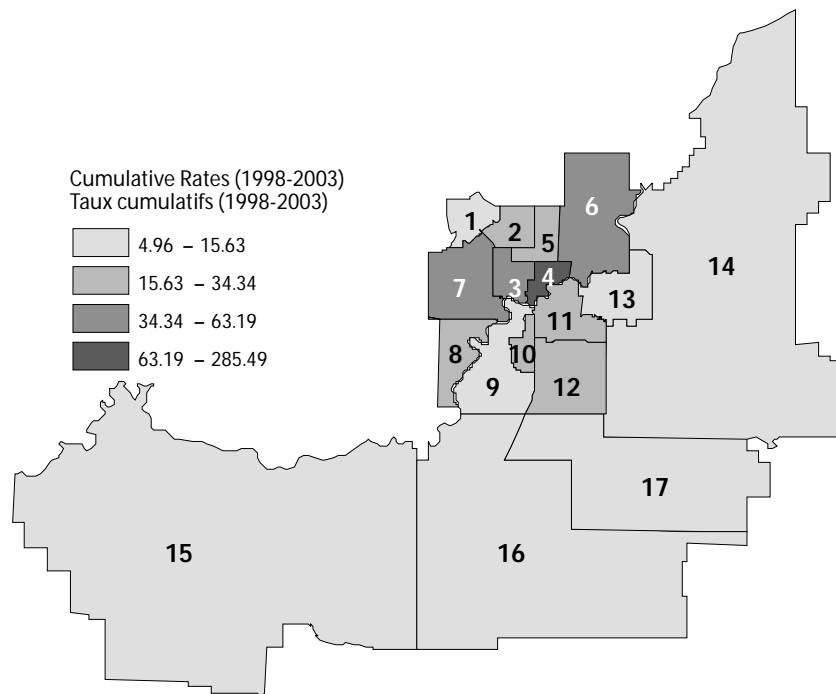 Cumulative Rates (1998-2003)
Taux cumulatifs (1998-2003)
4.96 – 15.63
15.63 – 34.34
34.34 – 63.19
63.19 – 285.49
1
2
5
6
14
7
3
4
13
11
8
10
9
12
17
15
16